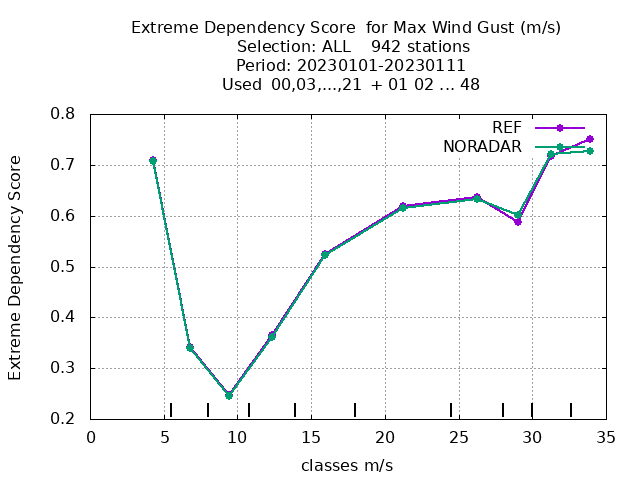 Extreme Dependency Score  for Max Wind Gust (m/s)
Selection: ALL    942 stations
Period: 20230101-20230111
Used  00,03,...,21  + 01 02 ... 48
REF
NORADAR
Extreme Dependency Score
0.8
0.7
0.6
0.5
0.4
0.3
0.2
0 5 10 15 20 25 30 35
classes m/s